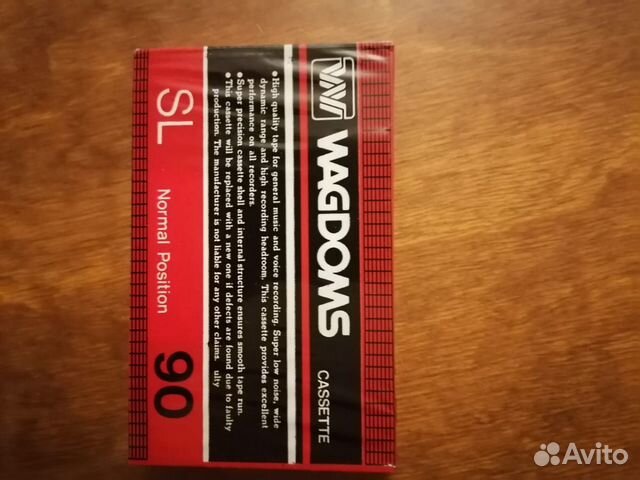 WAGDOMS CASSETTE
• High quality tape for general music and voice recording. Super low noise, wide
dynamic range and high recording headroom. This cassette provides excellent
performance on all recorders.
• Super precision cassette shell and internal structure ensures smooth tape run.
• This cassette will be replaced with a new one if defects are found due to faulty
production. The manufacturer is not liable for any other claims. ulty
SL Normal Position 90
Avito